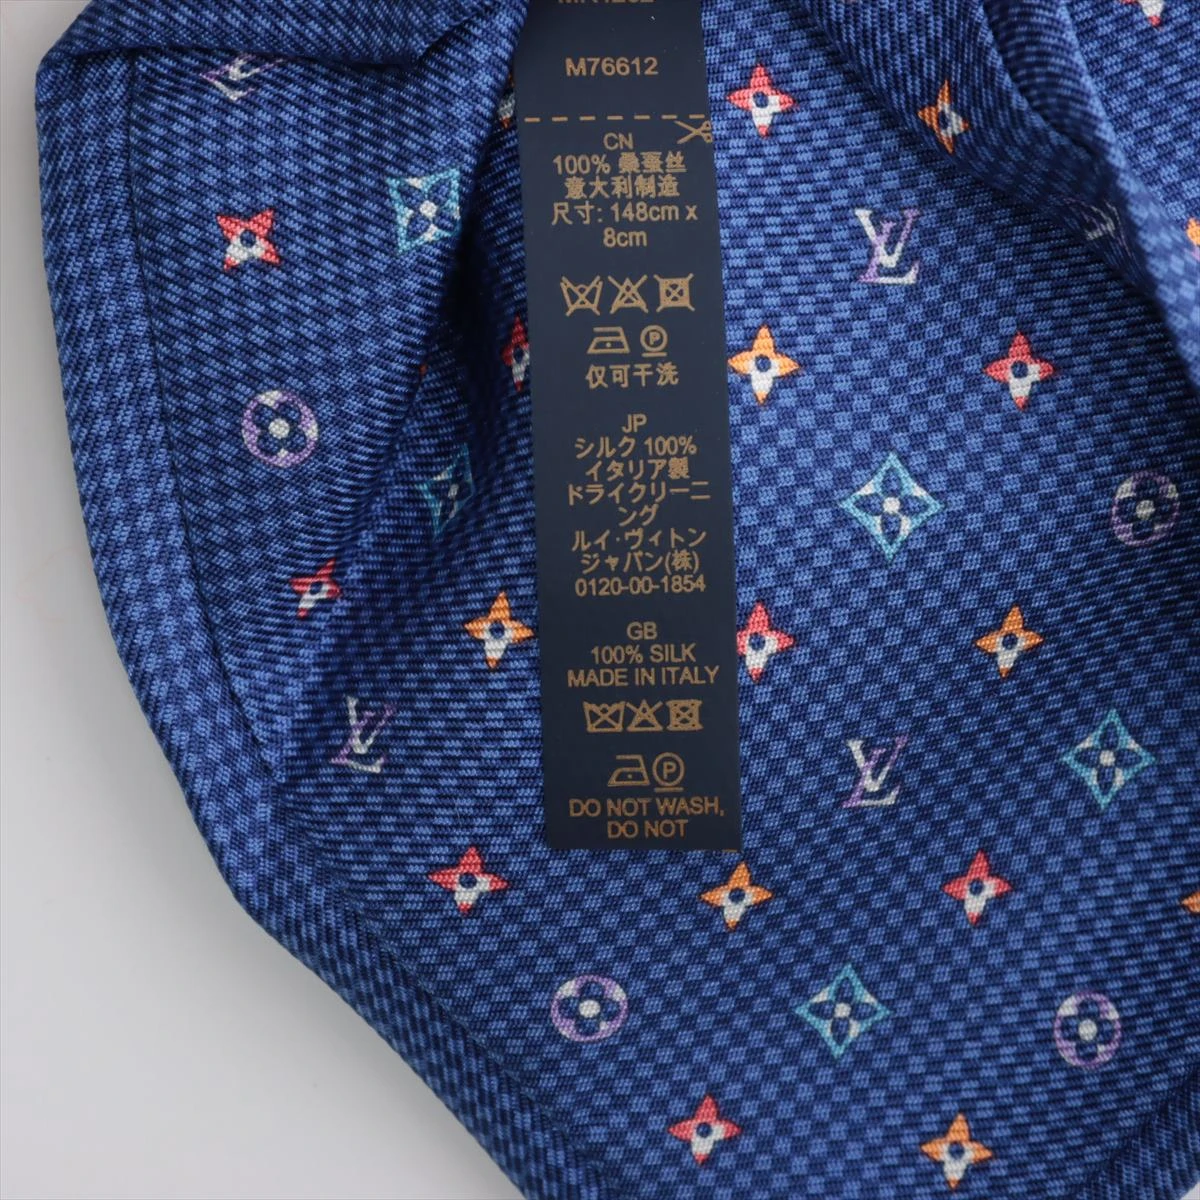 M76612
CN
100% 桑蚕丝
意大利制造
尺寸: 148cm x
8cm
P
仅可干洗
JP
シルク 100%
イタリア製
ドライクリーニ
ング
ルイ・ヴィトン
ジャパン(株)
0120-00-1854
GB
100% SILK
MADE IN ITALY
P
DO NOT WASH,
DO NOT